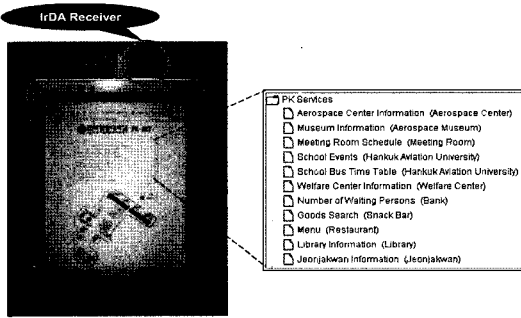 IrDA Receiver
PK Services
Aerospace Center Information (Aerospace Center)
Museum Information (Aerospace Museum)
Meeting Room Schedule (Meeting Room)
School Events (Hankuk Aviation University)
School Bus Time Table (Hankuk Aviation University)
Welfare Center Information (Welfare Center)
Number of Waiting Persons (Bank)
Goods Search (Snack Bar)
Menu (Restaurant)
Library Information (Library)
Jeonjakwan Information (Jeonjakwan)